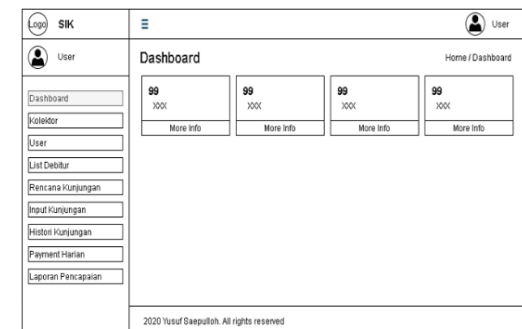 Logo SIK
User
User
Dashboard
Home / Dashboard
99
XXX
More Info
99
XXX
More Info
99
XXX
More Info
99
XXX
More Info
Dashboard
Kolektor
User
List Debitur
Rencana Kunjungan
Input Kunjungan
Histori Kunjungan
Payment Harian
Laporan Pencapaian
2020 Yusuf Saepulloh. All rights reserved